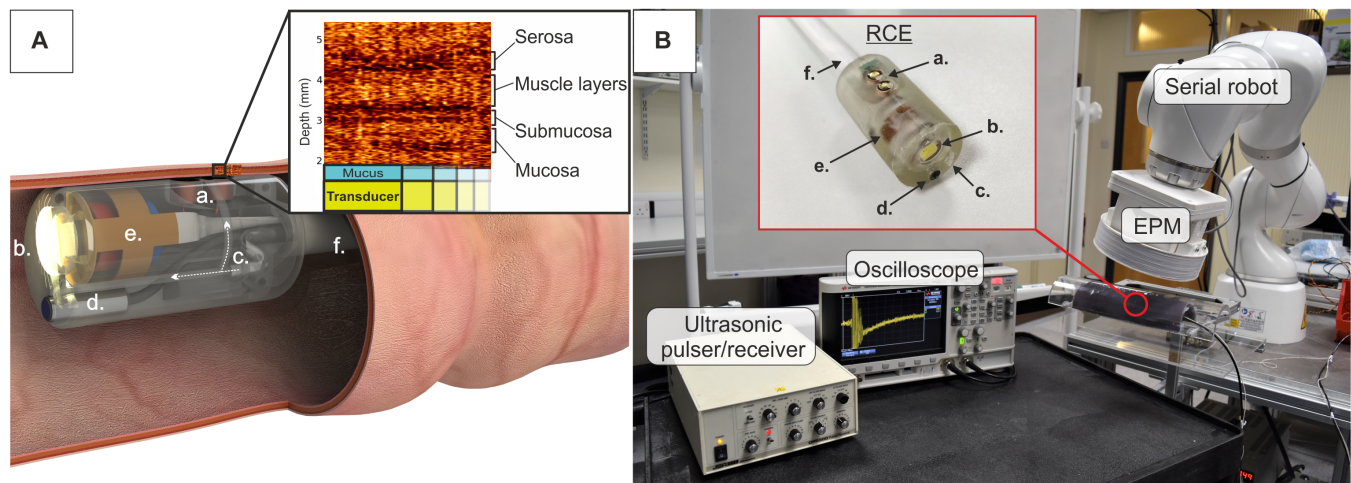 A
5
4
3
2
Depth (mm)
Serosa
Muscle layers
Submucosa
Mucosa
Mucus
Transducer
a.
b.
e.
c.
d.
f.
B
RCE
f.
a.
b.
e.
c.
d.
Serial robot
EPM
Oscilloscope
Ultrasonic
pulser/receiver